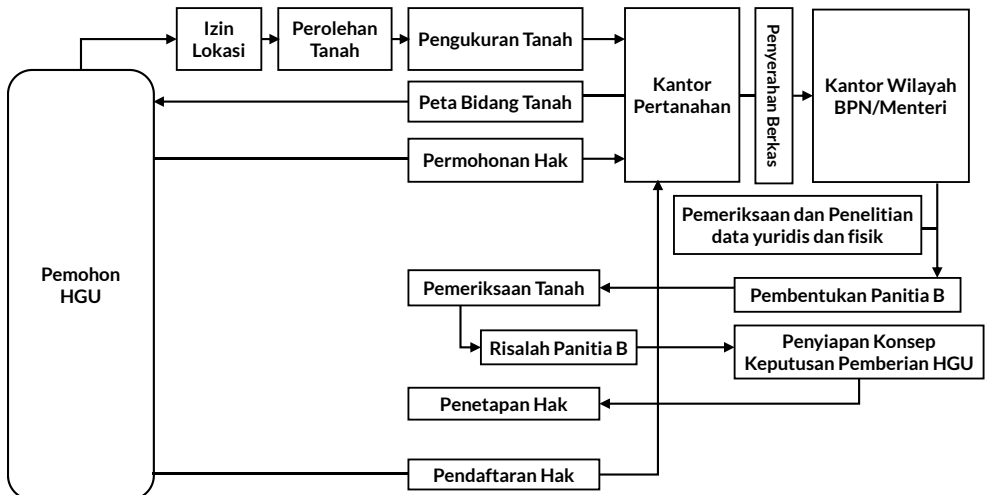 Izin
Lokasi
Perolehan
Tanah
Pengukuran Tanah
Kantor
Pertanahan
Penyerahan Berkas
Kantor Wilayah
BPN/Menteri
Peta Bidang Tanah
Permohonan Hak
Pemeriksaan dan Penelitian
data yuridis dan fisik
Pemohon
HGU
Pemeriksaan Tanah
Pembentukan Panitia B
Risalah Panitia B
Penyiapan Konsep
Keputusan Pemberian HGU
Penetapan Hak
Pendaftaran Hak